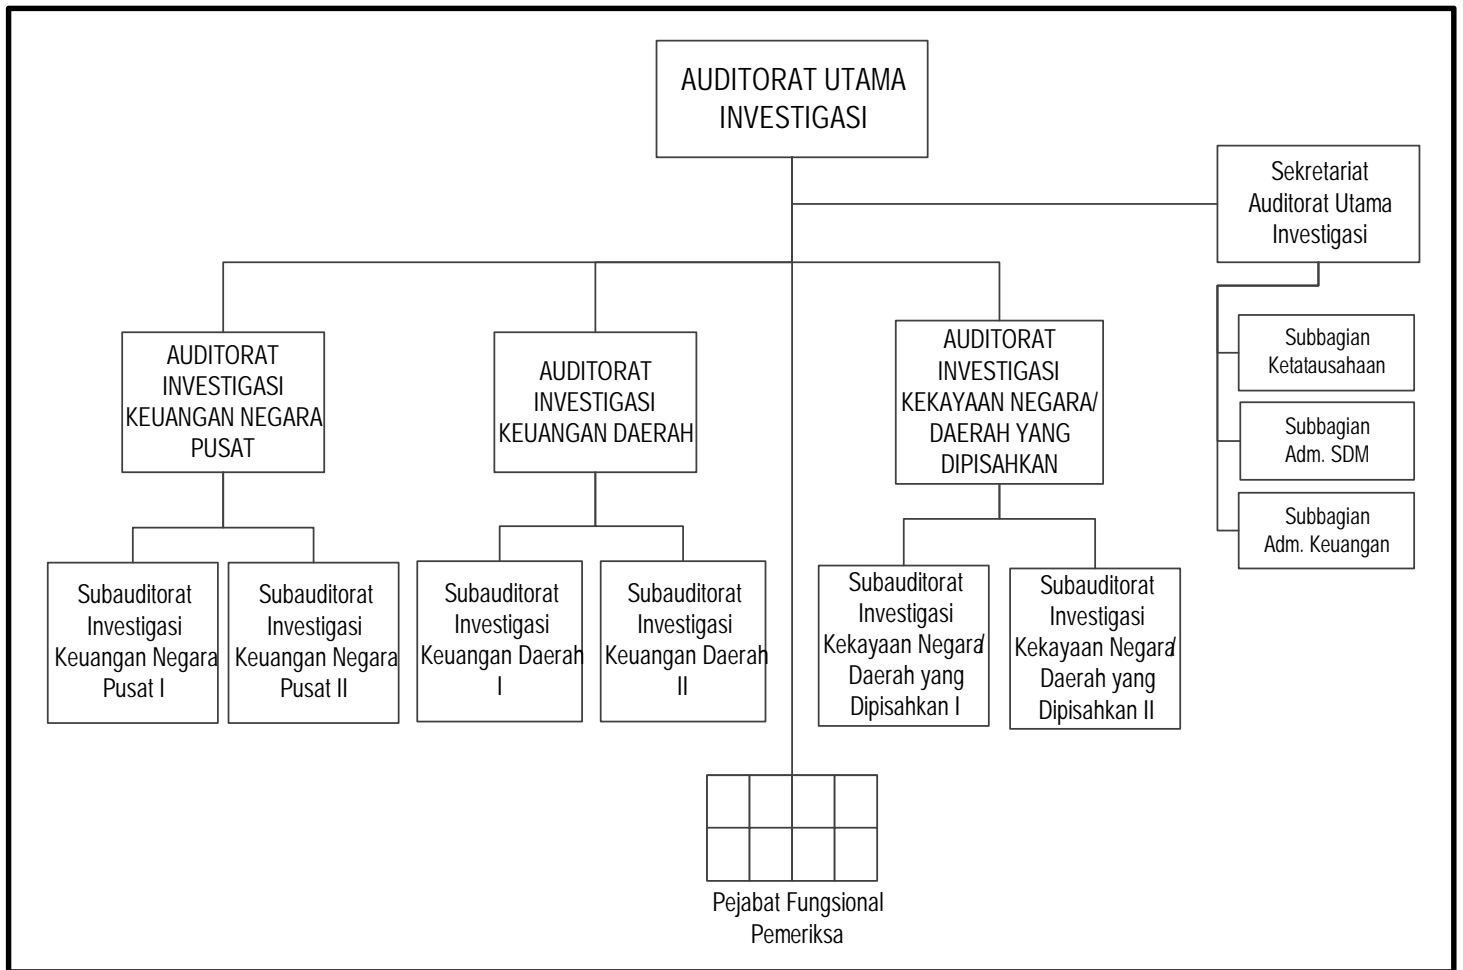 AUDITORAT UTAMA
INVESTIGASI
Sekretariat
Auditorat Utama
Investigasi
AUDITORAT
INVESTIGASI
KEUANGAN NEGARA
PUSAT
AUDITORAT
INVESTIGASI
KEUANGAN DAERAH
AUDITORAT
INVESTIGASI
KEKAYAAN NEGARA/
DAERAH YANG
DIPISAHKAN
Subbagian
Ketatausahaan
Subbagian
Adm. SDM
Subbagian
Adm. Keuangan
Subauditorat
Investigasi
Keuangan Negara
Pusat I
Subauditorat
Investigasi
Keuangan Negara
Pusat II
Subauditorat
Investigasi
Keuangan Daerah
I
Subauditorat
Investigasi
Keuangan Daerah
II
Subauditorat
Investigasi
Kekayaan Negara/
Daerah yang
Dipisahkan I
Subauditorat
Investigasi
Kekayaan Negara/
Daerah yang
Dipisahkan II
Pejabat Fungsional
Pemeriksa